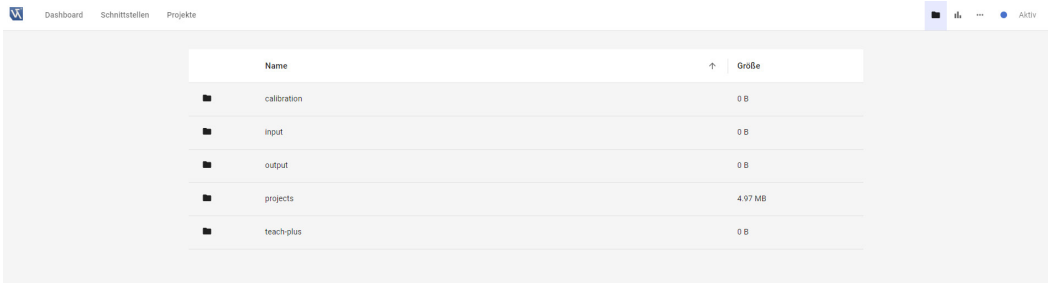 Dashboard Schnittstellen Projekte Aktiv
Name Größe
calibration 0 B
input 0 B
output 0 B
projects 4.97 MB
teach-plus 0 B